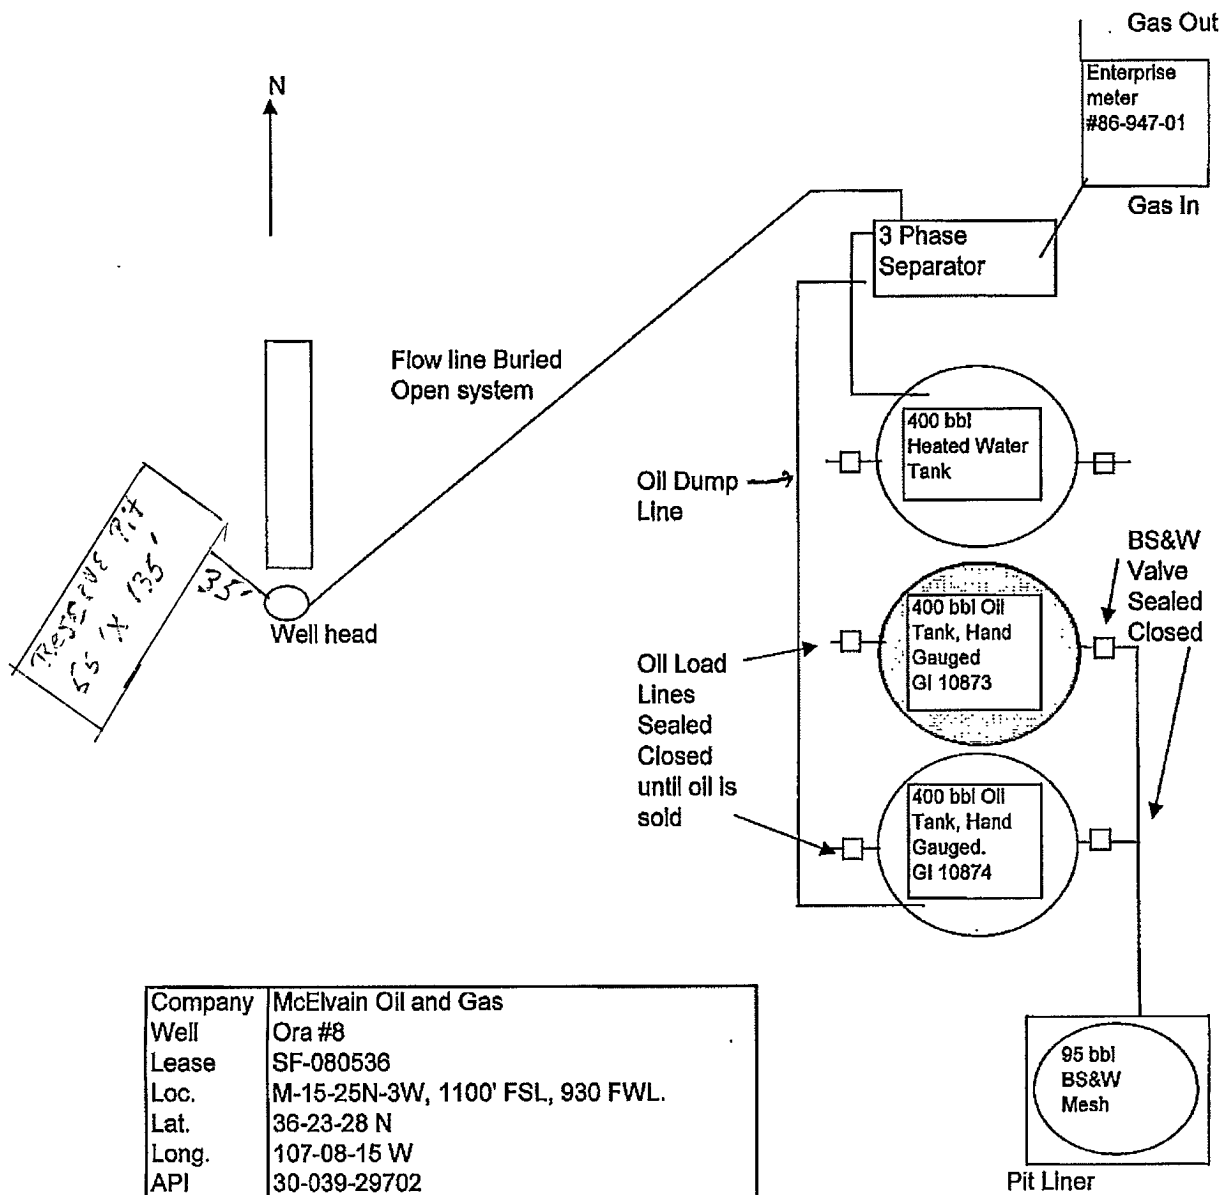 Gas Out
Enterprise
meter
#86-947-01
Gas In
N
3 Phase
Separator
Flow line Buried
Open system
400 bbl
Heated Water
Tank
Oil Dump
Line
RESERVE Pit
55' X 135'
35'
Well head
BS&W
Valve
Sealed
Closed
400 bbl Oil
Tank, Hand
Gauged
GI 10873
Oil Load
Lines
Sealed
Closed
until oil is
sold
400 bbl Oil
Tank, Hand
Gauged.
GI 10874
Company McElvain Oil and Gas
Well Ora #8
Lease SF-080536
Loc. M-15-25N-3W, 1100' FSL, 930 FWL.
Lat. 36-23-28 N
Long. 107-08-15 W
API 30-039-29702
95 bbl
BS&W
Mesh
Pit Liner